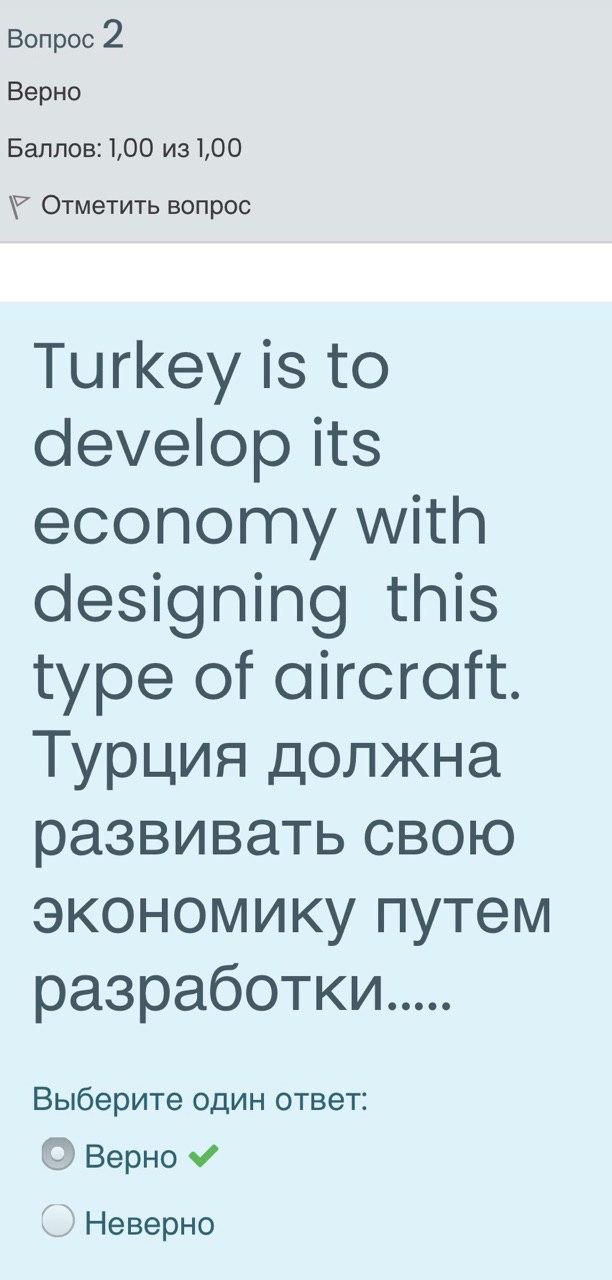 Вопрос 2
Верно
Баллов: 1,00 из 1,00
Отметить вопрос
Turkey is to
develop its
economy with
designing  this
type of aircraft.
Турция должна
развивать свою
экономику путем
разработки.....
Выберите один ответ:
Верно
Неверно